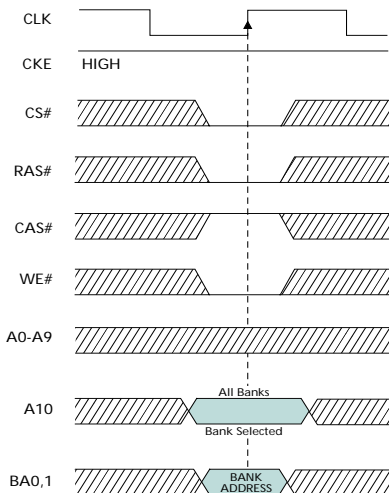 CLK
CKE HIGH
CS#
RAS#
CAS#
WE#
A0-A9
All Banks
A10
Bank Selected
BA0,1 BANK
ADDRESS